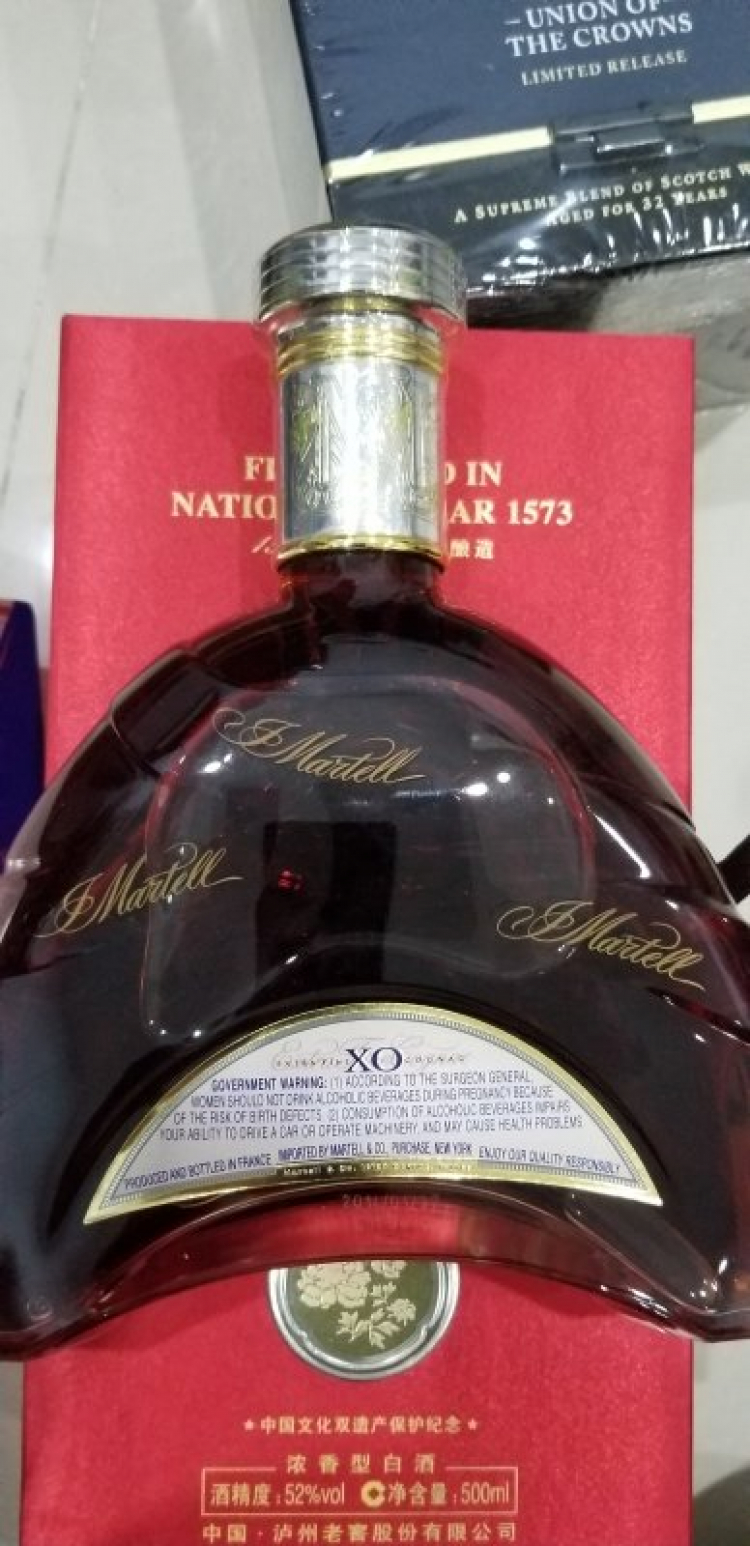 – UNION OF
THE CROWNS
LIMITED RELEASE
A SUPREME BLEND OF SCOTCH
AGED FOR 32 YEARS
IN
1573
酿造
J Martell
J Martell
J Martell
XO
COGNAC
GOVERNMENT WARNING: (1) ACCORDING TO THE SURGEON GENERAL,
WOMEN SHOULD NOT DRINK ALCOHOLIC BEVERAGES DURING PREGNANCY BECAUSE
OF THE RISK OF BIRTH DEFECTS. (2) CONSUMPTION OF ALCOHOLIC BEVERAGES IMPAIRS
YOUR ABILITY TO DRIVE A CAR OR OPERATE MACHINERY, AND MAY CAUSE HEALTH PROBLEMS.
PRODUCED AND BOTTLED IN FRANCE IMPORTED BY MARTELL & CO., PURCHASE, NEW YORK ENJOY OUR QUALITY RESPONSIBLY
★中国文化双遗产保护纪念★
浓香型白酒
酒精度:52%vol 净含量:500ml
中国·泸州老窖股份有限公司